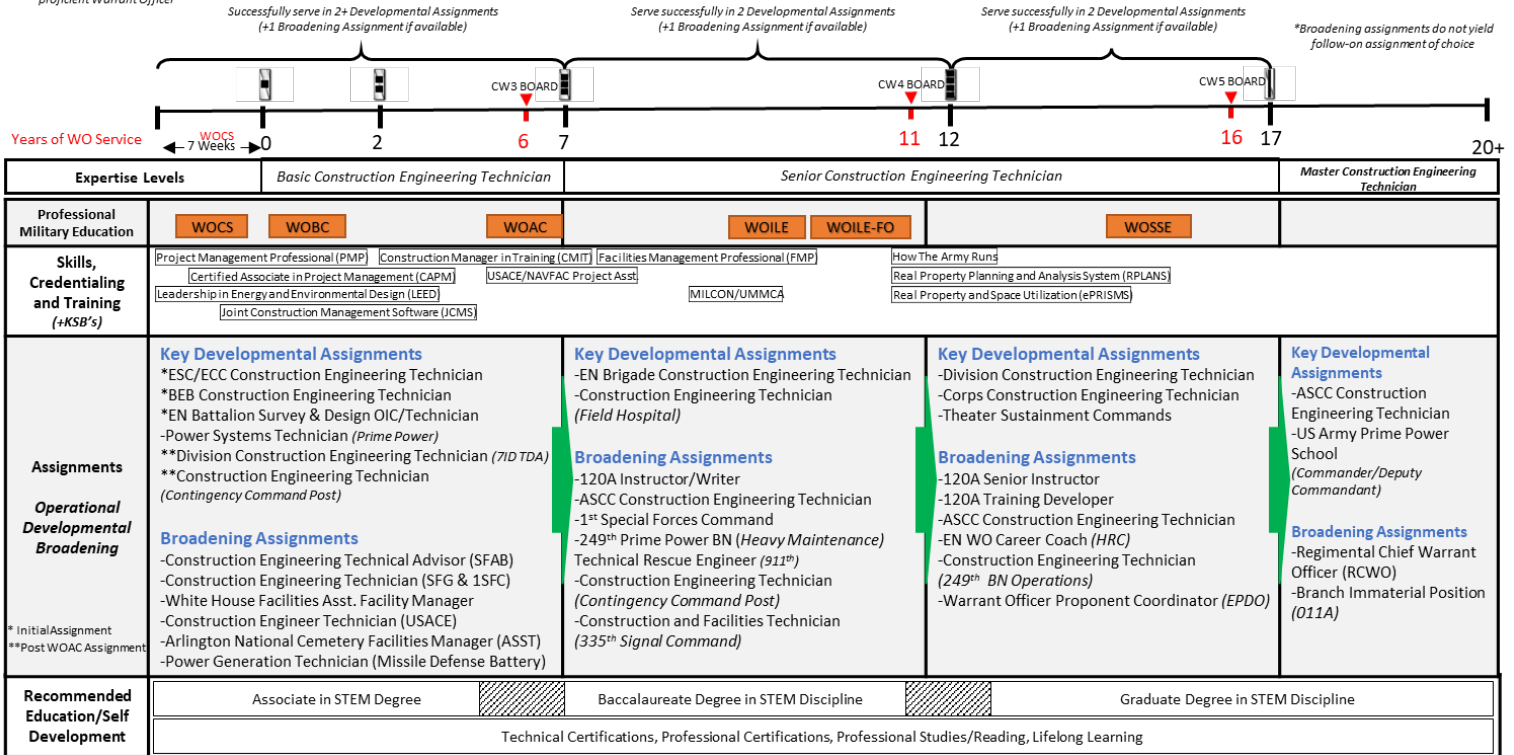 proficient Warrant Officer
Successfully serve in 2+ Developmental Assignments
(+1 Broadening Assignment if available)
Serve successfully in 2 Developmental Assignments
(+1 Broadening Assignment if available)
Serve successfully in 2 Developmental Assignments
(+1 Broadening Assignment if available)
*Broadening assignments do not yield
follow-on assignment of choice
CW3 BOARD
CW4 BOARD
CW5 BOARD
Years of WO Service
WOCS
7 Weeks
0
2
6
7
11
12
16
17
20+
Expertise Levels
Basic Construction Engineering Technician
Senior Construction Engineering Technician
Master Construction Engineering
Technician
Professional
Military Education
WOCS
WOBC
WOAC
WOILE
WOILE-FO
WOSSE
Skills,
Credentialing
and Training
(+KSB's)
Project Management Professional (PMP)
Construction Manager in Training (CMIT)
Facilities Management Professional (FMP)
How The Army Runs
Certified Associate in Project Management (CAPM)
USACE/NAVFAC Project Asst.
Real Property Planning and Analysis System (RPLANS)
Leadership in Energy and Environmental Design (LEED)
MILCON/UMMCA
Real Property and Space Utilization (ePRISMS)
Joint Construction Management Software (JCMS)
Assignments
Operational
Developmental
Broadening
* InitialAssignment
**Post WOAC Assignment
Key Developmental Assignments
*ESC/ECC Construction Engineering Technician
*BEB Construction Engineering Technician
*EN Battalion Survey & Design OIC/Technician
-Power Systems Technician (Prime Power)
**Division Construction Engineering Technician (7ID TDA)
**Construction Engineering Technician
(Contingency Command Post)
Broadening Assignments
-Construction Engineering Technical Advisor (SFAB)
-Construction Engineering Technician (SFG & 1SFC)
-White House Facilities Asst. Facility Manager
-Construction Engineer Technician (USACE)
-Arlington National Cemetery Facilities Manager (ASST)
-Power Generation Technician (Missile Defense Battery)
Key Developmental Assignments
-EN Brigade Construction Engineering Technician
-Construction Engineering Technician
(Field Hospital)
Broadening Assignments
-120A Instructor/Writer
-ASCC Construction Engineering Technician
-1st Special Forces Command
-249th Prime Power BN (Heavy Maintenance)
Technical Rescue Engineer (911th)
-Construction Engineering Technician
(Contingency Command Post)
-Construction and Facilities Technician
(335th Signal Command)
Key Developmental Assignments
-Division Construction Engineering Technician
-Corps Construction Engineering Technician
-Theater Sustainment Commands
Broadening Assignments
-120A Senior Instructor
-120A Training Developer
-ASCC Construction Engineering Technician
-EN WO Career Coach (HRC)
-Construction Engineering Technician
(249th BN Operations)
-Warrant Officer Proponent Coordinator (EPDO)
Key Developmental
Assignments
-ASCC Construction
Engineering Technician
-US Army Prime Power
School
(Commander/Deputy
Commandant)
Broadening Assignments
-Regimental Chief Warrant
Officer (RCWO)
-Branch Immaterial Position
(011A)
Recommended
Education/Self
Development
Associate in STEM Degree
Baccalaureate Degree in STEM Discipline
Graduate Degree in STEM Discipline
Technical Certifications, Professional Certifications, Professional Studies/Reading, Lifelong Learning